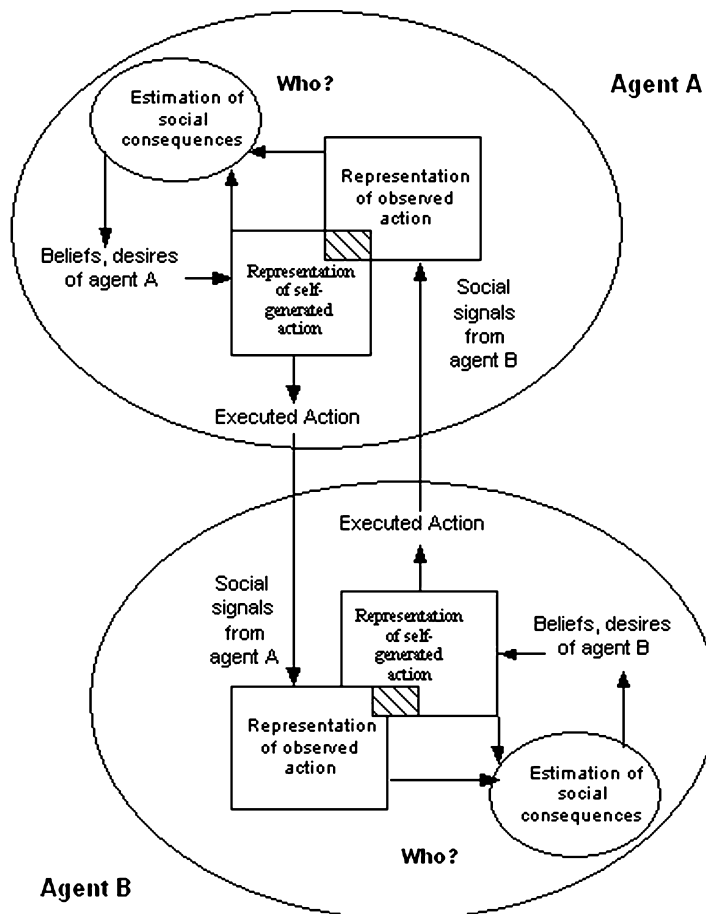 Who?
Agent A
Estimation of
social
consequences
Representation
of observed
action
Beliefs, desires
of agent A
Representation
of self-
generated
action
Social
signals
from
agent B
Executed Action
Executed Action
Social
signals
from
agent A
Representation
of self-
generated
action
Beliefs, desires
of agent B
Representation
of observed
action
Estimation of
social
consequences
Who?
Agent B